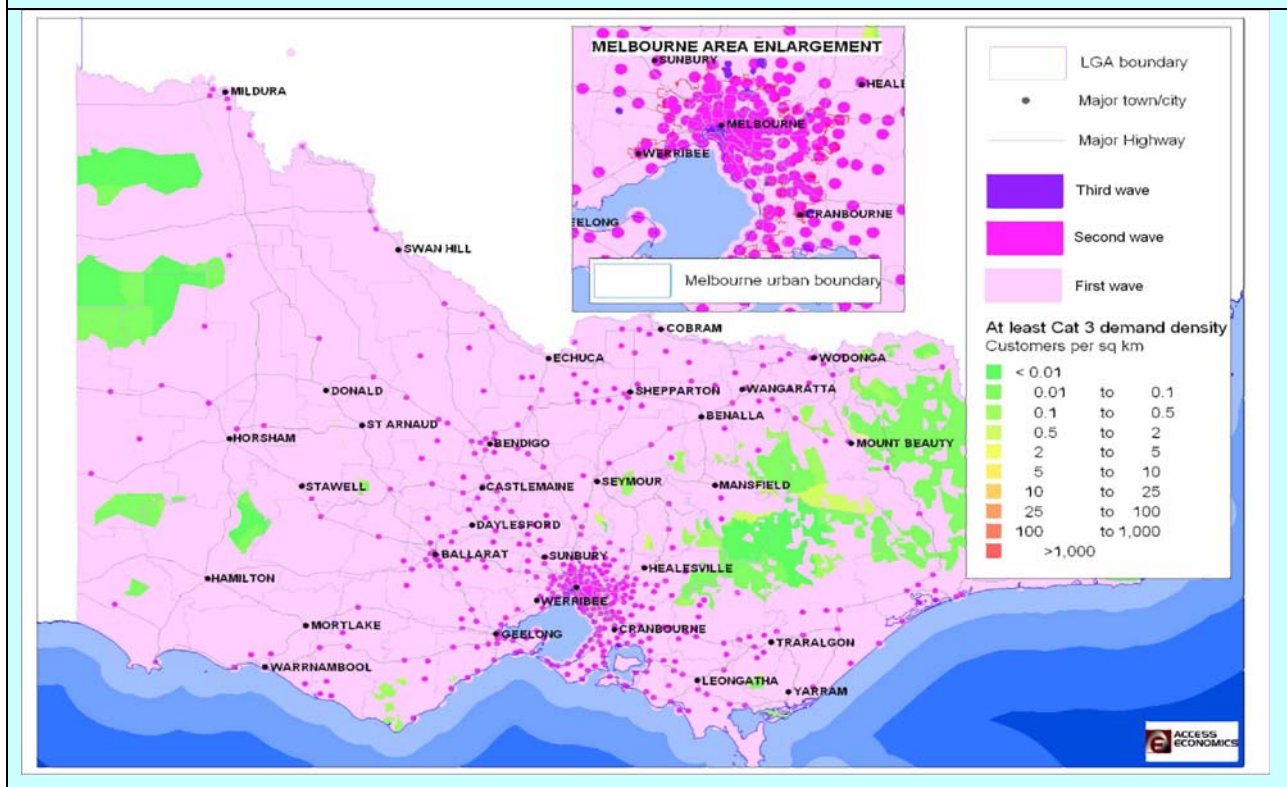 MILDURA
SWAN HILL
COBRAM
ECHUCA
WODONGA
DONALD
SHEPPARTON
WANGARATTA
ST ARNAUD
BENALLA
HORSHAM
BENDIGO
MOUNT BEAUTY
STAWELL
CASTLEMAINE
SEYMOUR
MANSFIELD
DAYLESFORD
BALLARAT
SUNBURY
HEALESVILLE
HAMILTON
WERRIBEE
MORTLAKE
GEELONG
CRANBOURNE
TRARALGON
WARRNAMBOOL
LEONGATHA
YARRAM
MELBOURNE AREA ENLARGEMENT
SUNBURY
HEALE
MELBOURNE
WERRIBEE
CRANBOURNE
EELONG
Melbourne urban boundary
LGA boundary
Major town/city
Major Highway
Third wave
Second wave
First wave
At least Cat 3 demand density
Customers per sq km
< 0.01
0.01 to 0.1
0.1 to 0.5
0.5 to 2
2 to 5
5 to 10
10 to 25
25 to 100
100 to 1,000
>1,000
ACCESS
ECONOMICS